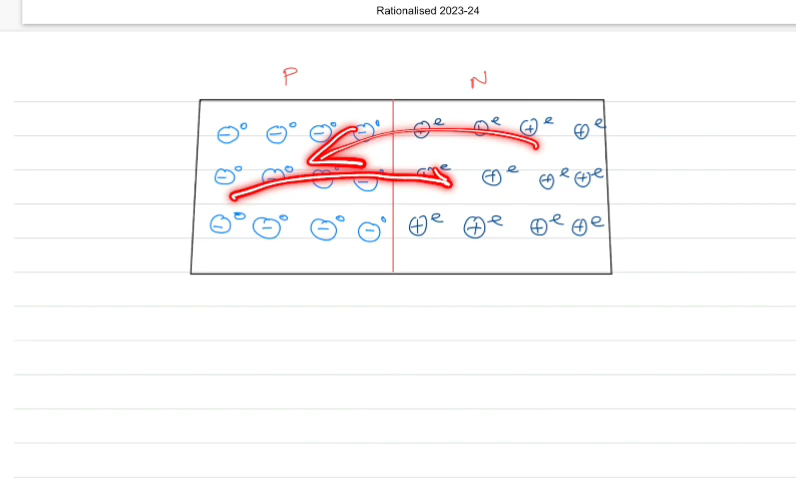 Rationalised 2023-24
P N
⊖° ⊖° ⊖° ⊖° ⊕e ⊕e ⊕e ⊕e
⊖° ⊖° ⊖° ⊖ ⊕e ⊕e ⊕e ⊕e
⊖° ⊖° ⊖° ⊖° ⊕e ⊕e ⊕e ⊕e